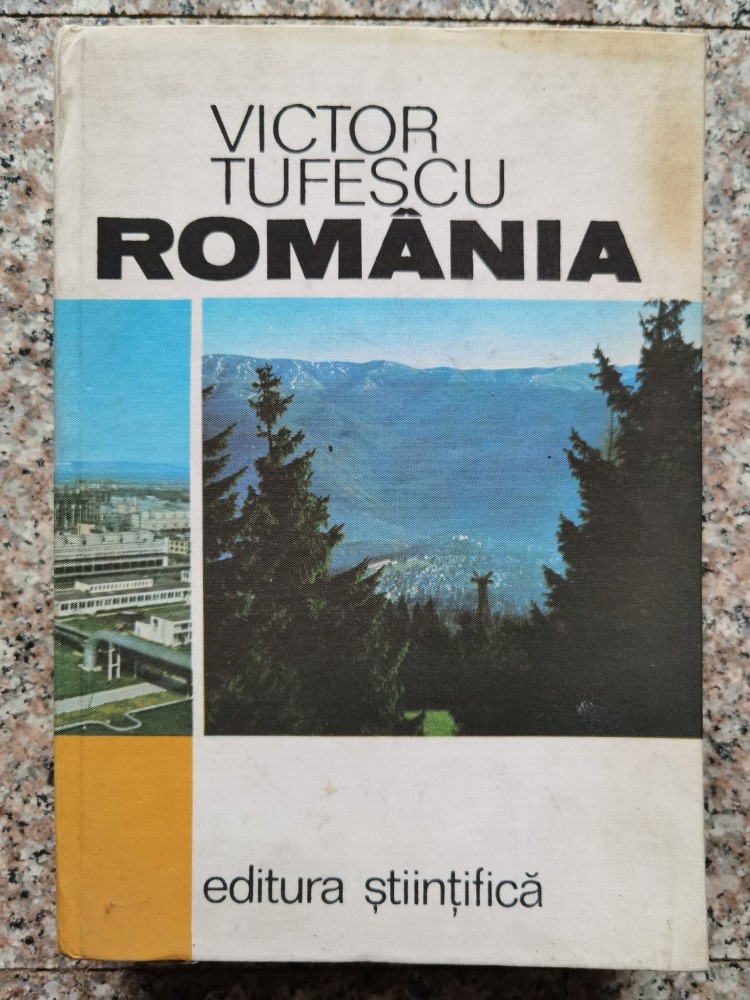 VICTOR
TUFESCU
ROMÂNIA
editura științifică